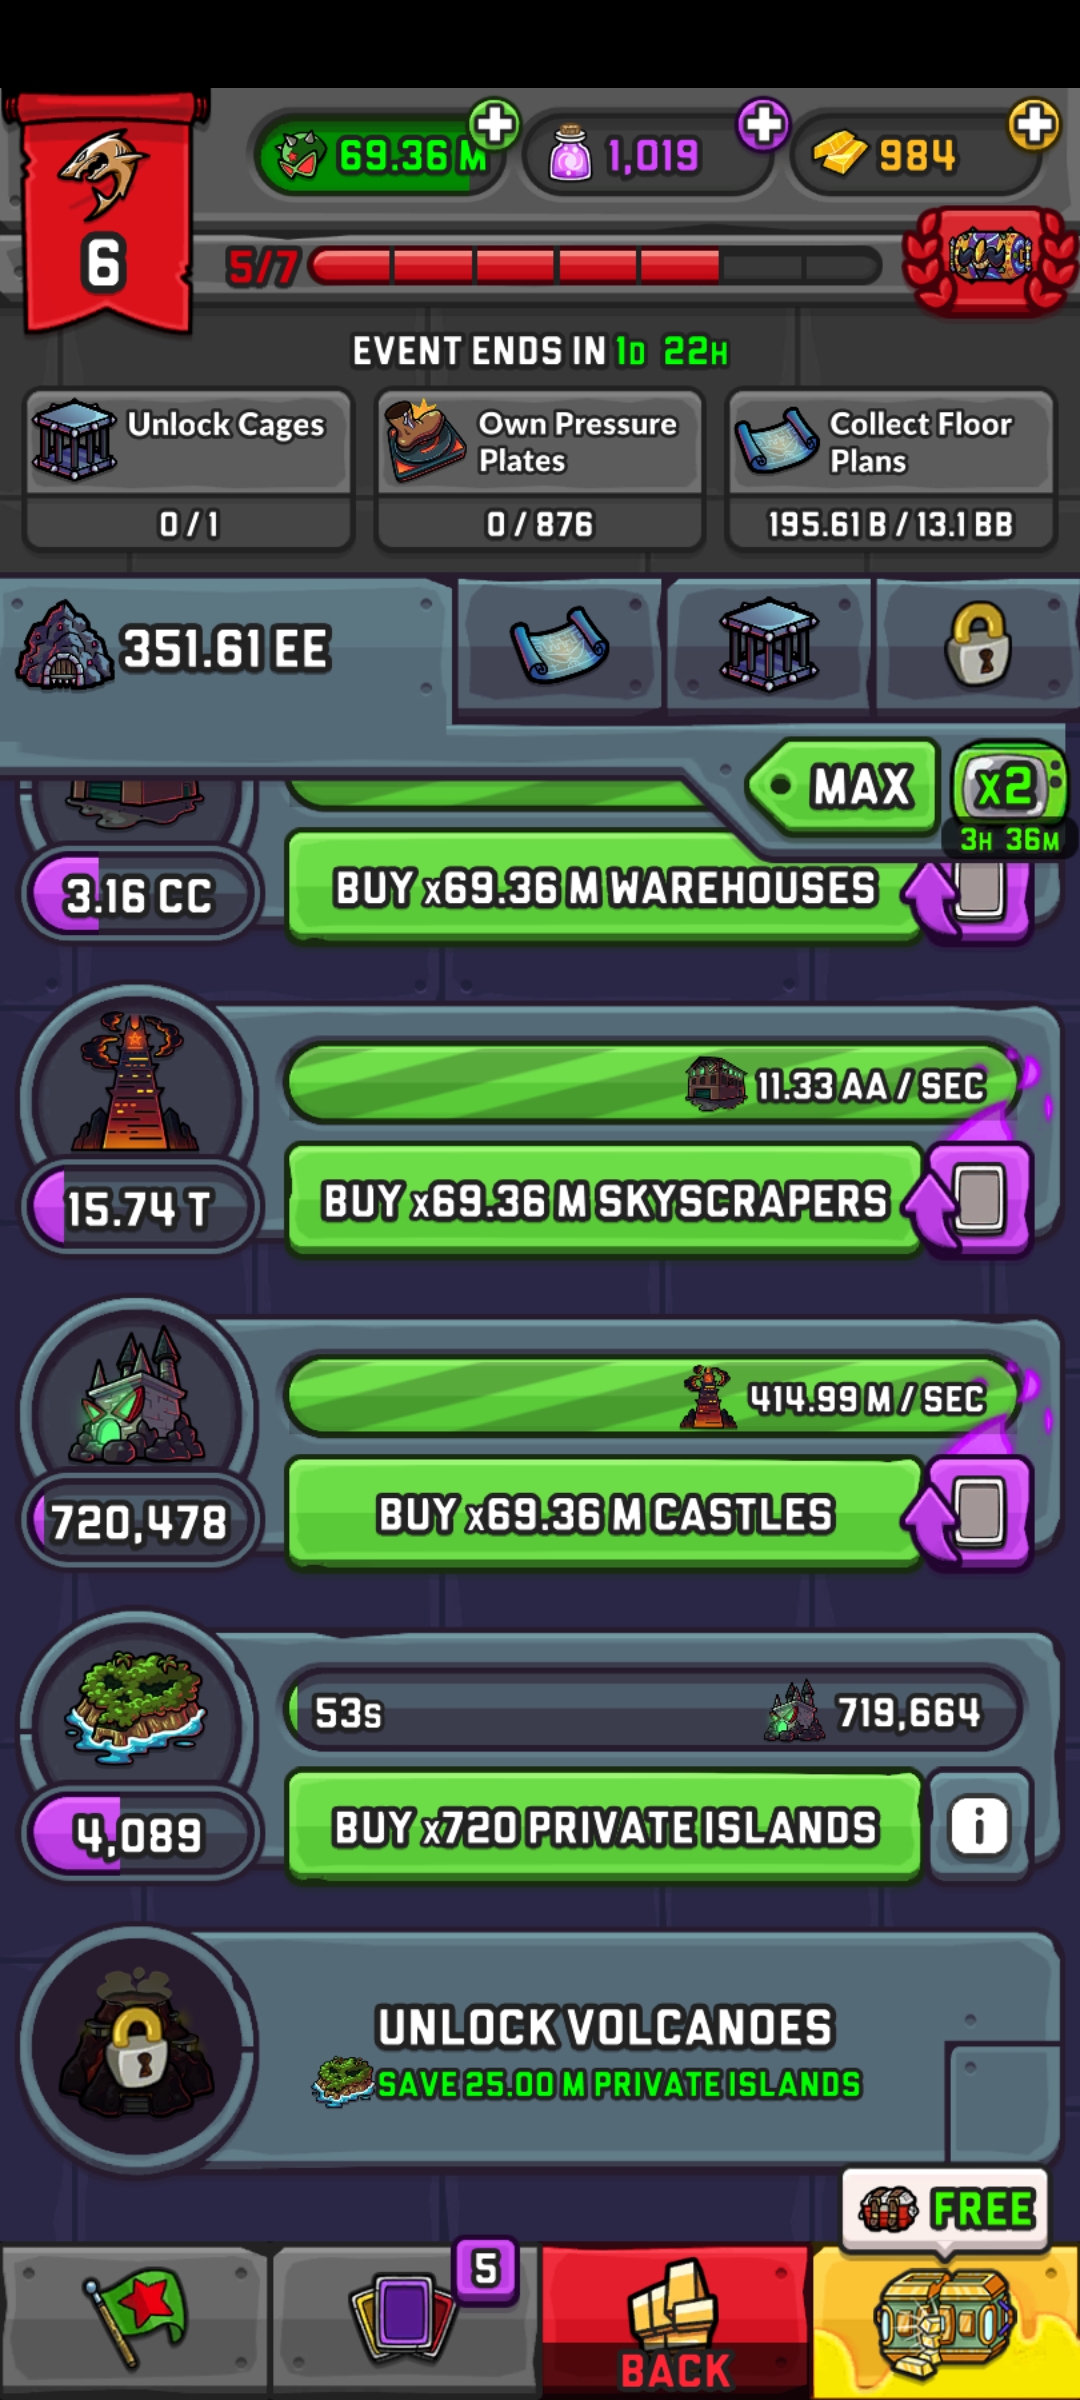 69.36 M
1,019
984
6
5/7
EVENT ENDS IN 1D 22H
Unlock Cages
0 / 1
Own Pressure
Plates
0 / 876
Collect Floor
Plans
195.61 B / 13.1 BB
351.61 EE
MAX
x2
3H 36M
3.16 CC
BUY x69.36 M WAREHOUSES
11.33 AA / SEC
15.74 T
BUY x69.36 M SKYSCRAPERS
414.99 M / SEC
720,478
BUY x69.36 M CASTLES
53s
719,664
4,089
BUY x720 PRIVATE ISLANDS
i
UNLOCK VOLCANOES
SAVE 25.00 M PRIVATE ISLANDS
FREE
5
BACK